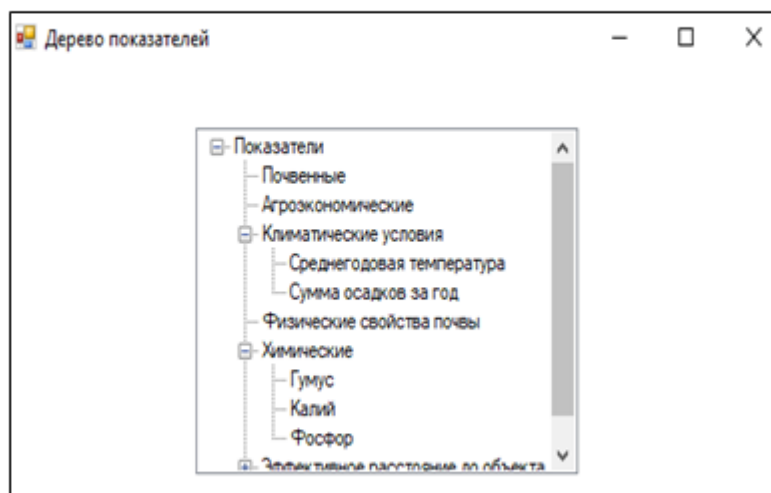 Дерево показателей
Показатели
Почвенные
Агроэкономические
Климатические условия
Среднегодовая температура
Сумма осадков за год
Физические свойства почвы
Химические
Гумус
Калий
Фосфор
Эффективное расстояние до объекта